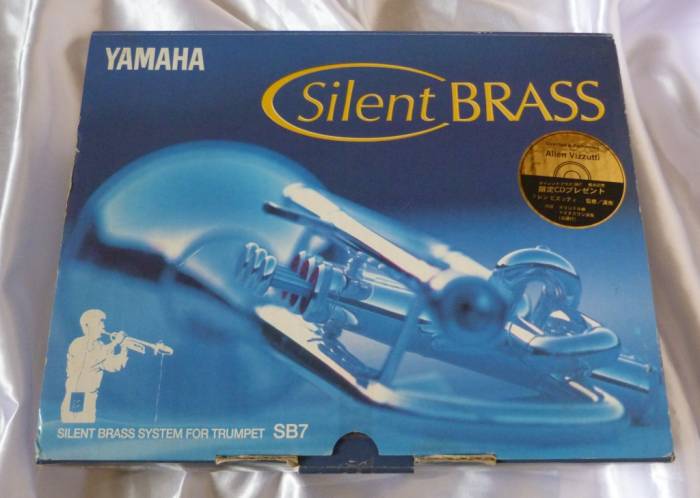 YAMAHA
Silent BRASS
Allen Vizzutti
限定CDプレゼント
SILENT BRASS SYSTEM FOR TRUMPET SB7